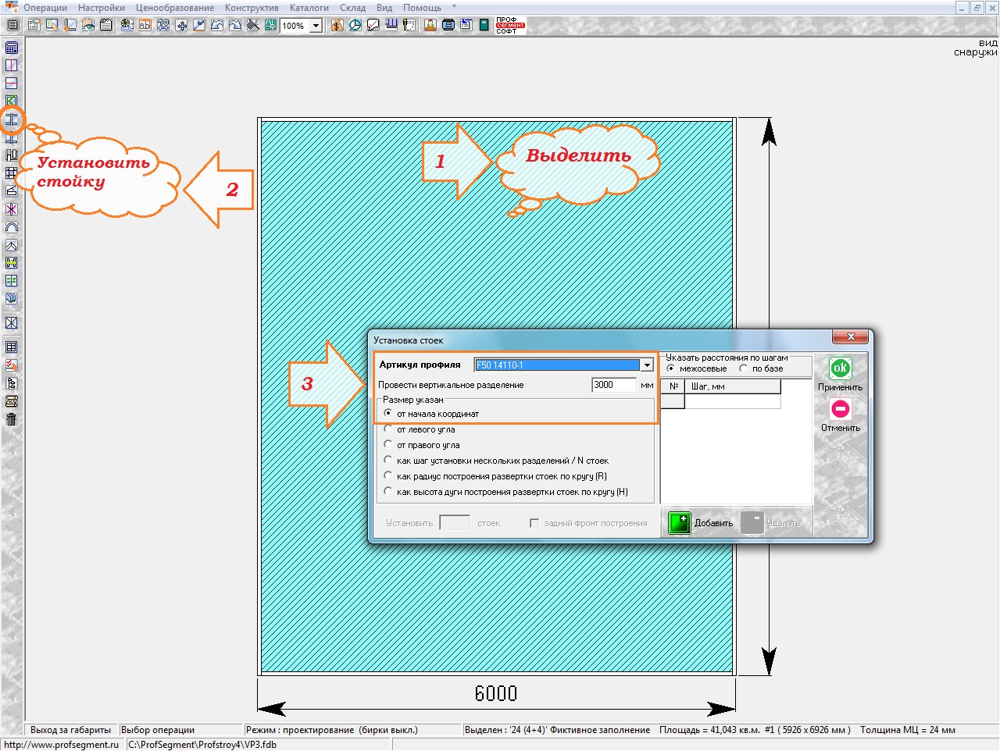 Операции Настройки Ценообразование Конструктив Каталоги Склад Вид Помощь *
100%
ПРОФ
сегмент
СОФТ
вид
снаружи
1
Выделить
Установить
стойку
2
3
Установка стоек
Артикул профиля F50 14110-1
Провести вертикальное разделение 3000 мм
Размер указан
от начала координат
от левого угла
от правого угла
как шаг установки нескольких разделений / N стоек
как радиус построения развертки стоек по кругу (R)
как высота дуги построения развертки стоек по кругу (H)
Установить стоек задний фронт построения
Указать расстояния по шагам
межосевые по базе
№ Шаг, мм
Добавить Удалить
ok
Применить
Отменить
6000
Выход за габариты Выбор операции Режим : проектирование (бирки выкл.) Выделен : '24 (4+4)' Фиктивное заполнение Площадь = 41,043 кв.м. #1 ( 5926 x 6926 мм ) Толщина МЦ = 24 мм
http://www.profsegment.ru C:\ProfSegment\Profstroy4\VP3.fdb